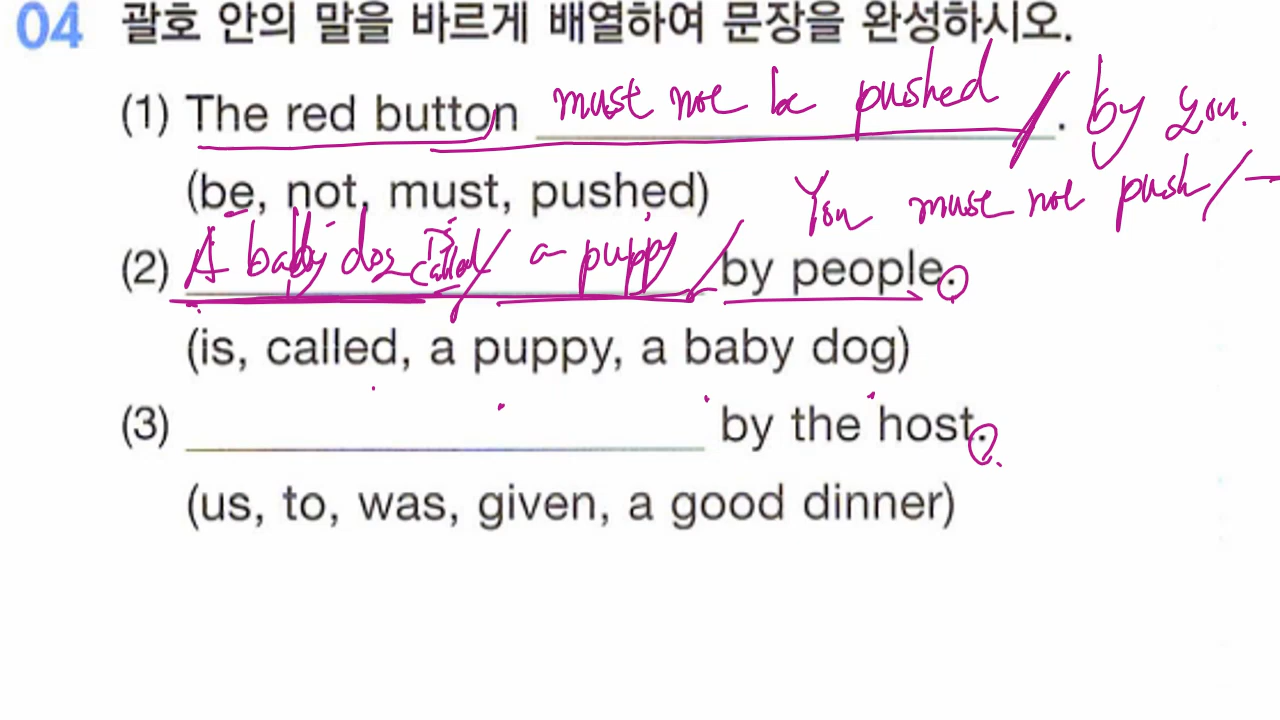 04 괄호 안의 말을 바르게 배열하여 문장을 완성하시오.
(1) The red button must not be pushed . by you.
(be, not, must, pushed) You must not push
(2) A baby dog is called a puppy by people.
(is, called, a puppy, a baby dog)
(3) by the host.
(us, to, was, given, a good dinner)